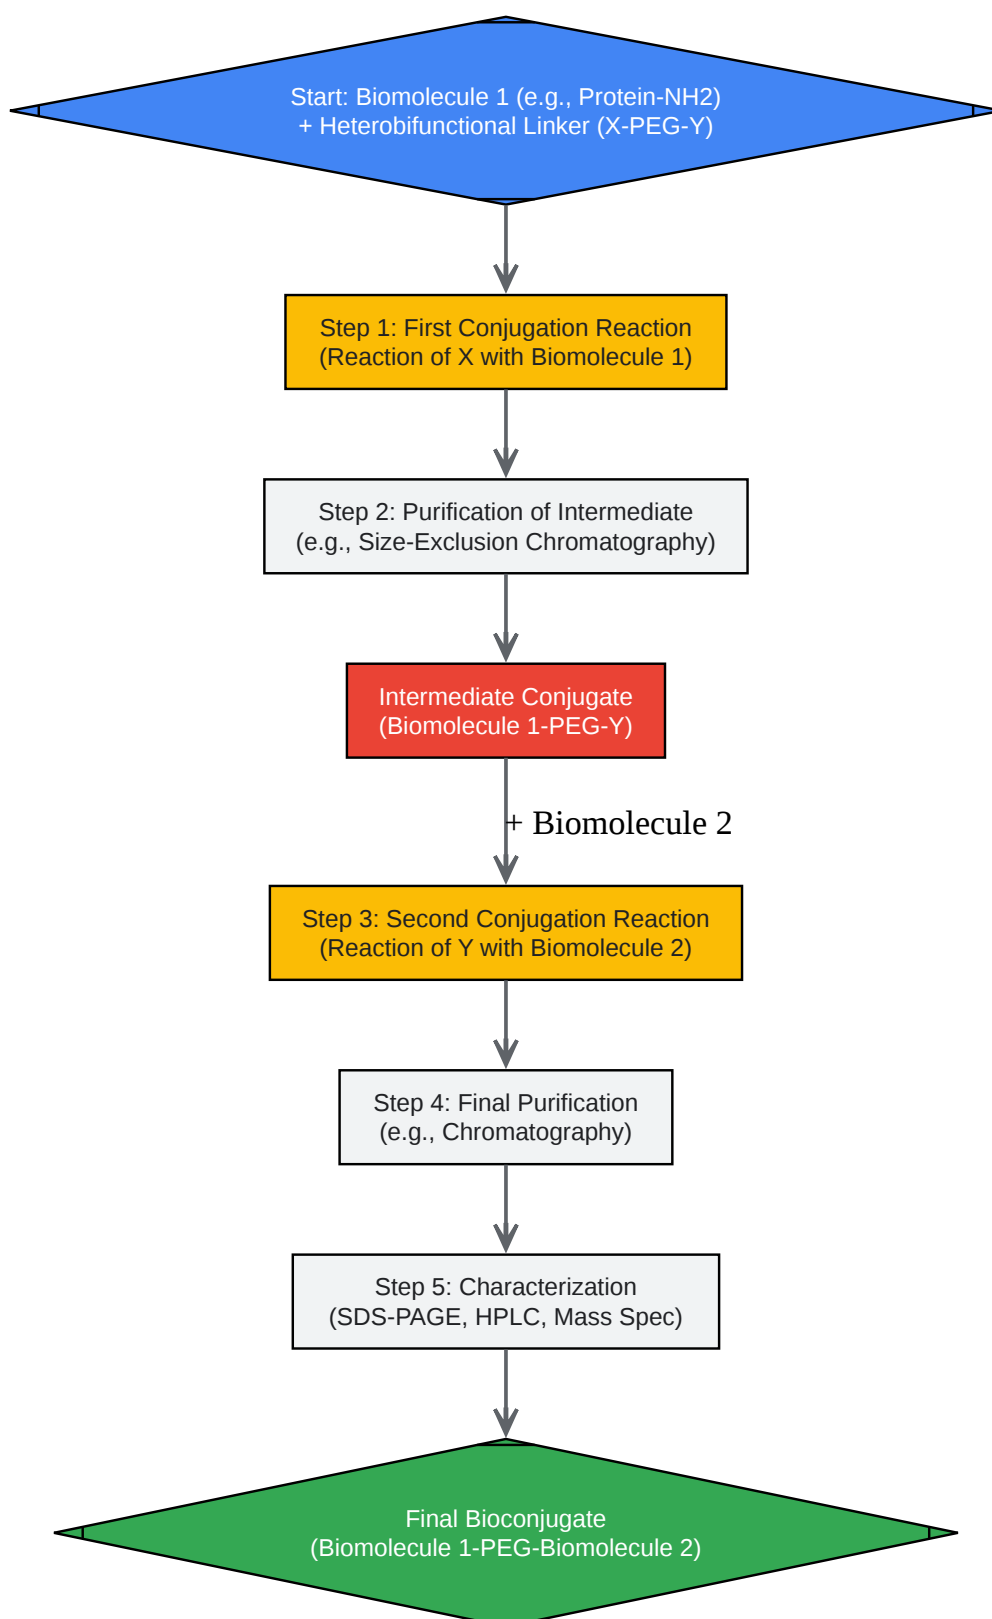 Start: Biomolecule 1 (e.g., Protein-NH2)
+ Heterobifunctional Linker (X-PEG-Y)
Step 1: First Conjugation Reaction
(Reaction of X with Biomolecule 1)
Step 2: Purification of Intermediate
(e.g., Size-Exclusion Chromatography)
Intermediate Conjugate
(Biomolecule 1-PEG-Y)
+ Biomolecule 2
Step 3: Second Conjugation Reaction
(Reaction of Y with Biomolecule 2)
Step 4: Final Purification
(e.g., Chromatography)
Step 5: Characterization
(SDS-PAGE, HPLC, Mass Spec)
Final Bioconjugate
(Biomolecule 1-PEG-Biomolecule 2)